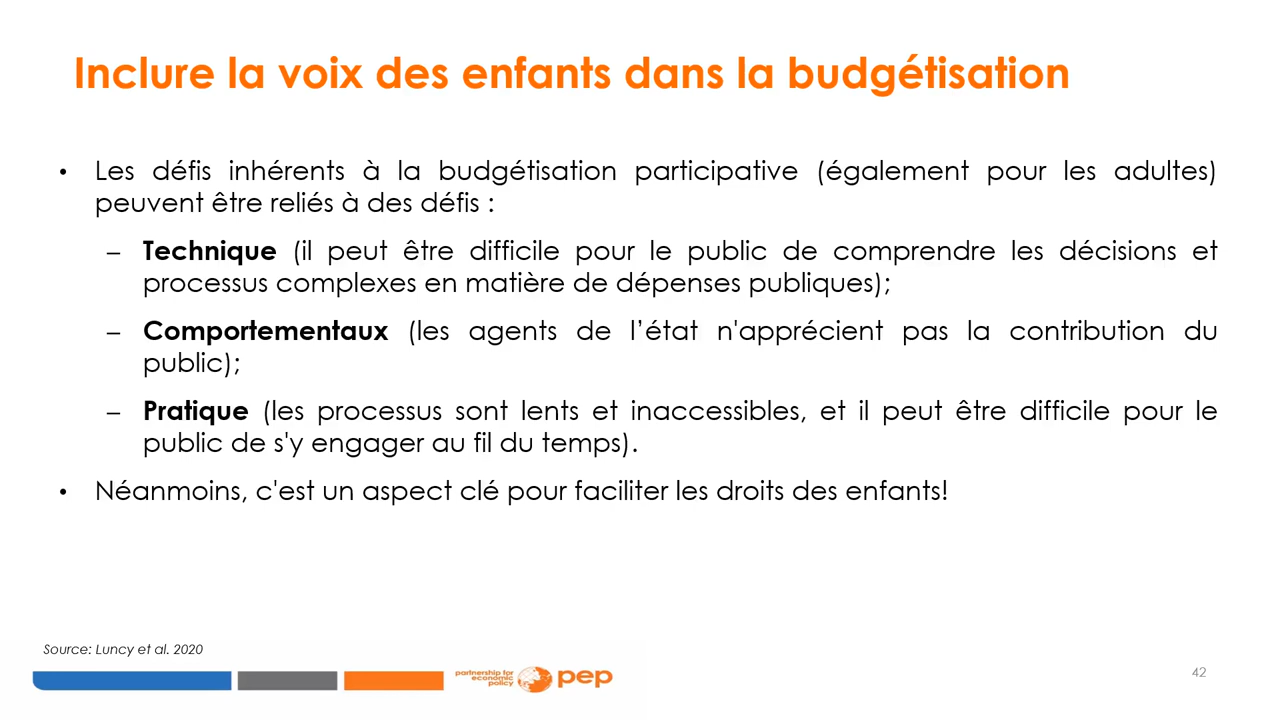 Inclure la voix des enfants dans la budgétisation
• Les défis inhérents à la budgétisation participative (également pour les adultes)
peuvent être reliés à des défis :
– Technique (il peut être difficile pour le public de comprendre les décisions et
processus complexes en matière de dépenses publiques);
– Comportementaux (les agents de l’état n'apprécient pas la contribution du
public);
– Pratique (les processus sont lents et inaccessibles, et il peut être difficile pour le
public de s'y engager au fil du temps).
• Néanmoins, c'est un aspect clé pour faciliter les droits des enfants!
Source: Luncy et al. 2020
partnership for
economic
policy
pep
42